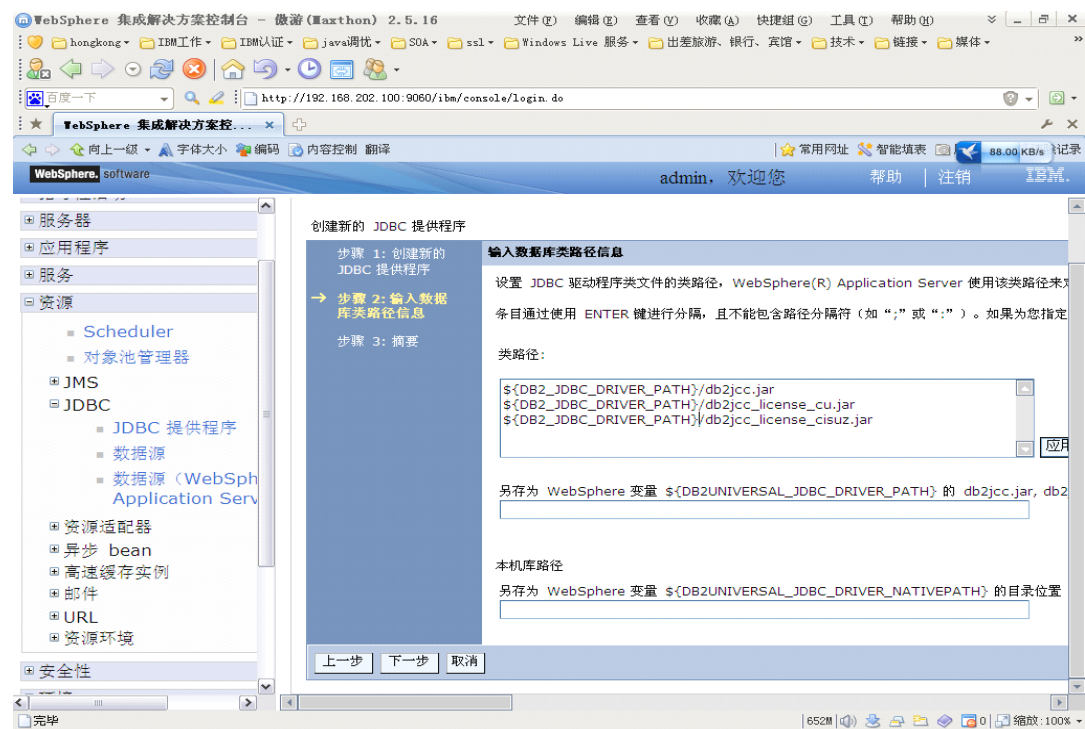 WebSphere 集成解决方案控制台 - 傲游(Maxthon) 2.5.16 文件(F) 编辑(E) 查看(V) 收藏(A) 快捷组(G) 工具(T) 帮助(H)
hongkong IBM工作 IBM认证 java调优 SOA ssl Windows Live 服务 出差旅游、银行、宾馆 技术 链接 媒体 »
百度一下 http://192.168.202.100:9060/ibm/console/login.do
WebSphere 集成解决方案控...
向上一级 字体大小 编码 内容控制 翻译 常用网址 智能填表 88.00 KB/s 记录
WebSphere. software admin，欢迎您 帮助 注销 IBM.
服务器
应用程序
服务
资源
Scheduler
对象池管理器
JMS
JDBC
JDBC 提供程序
数据源
数据源（WebSph
Application Serv
资源适配器
异步 bean
高速缓存实例
邮件
URL
资源环境
安全性
创建新的 JDBC 提供程序
步骤 1: 创建新的
JDBC 提供程序
→ 步骤 2: 输入数据
库类路径信息
步骤 3: 摘要
输入数据库类路径信息
设置 JDBC 驱动程序类文件的类路径，WebSphere(R) Application Server 使用该类路径来
条目通过使用 ENTER 键进行分隔，且不能包含路径分隔符（如“;”或“:”）。如果为您指定
类路径:
${DB2_JDBC_DRIVER_PATH}/db2jcc.jar
${DB2_JDBC_DRIVER_PATH}/db2jcc_license_cu.jar
${DB2_JDBC_DRIVER_PATH}/db2jcc_license_cisuz.jar
应用
另存为 WebSphere 变量 ${DB2UNIVERSAL_JDBC_DRIVER_PATH} 的 db2jcc.jar, db2
本机库路径
另存为 WebSphere 变量 ${DB2UNIVERSAL_JDBC_DRIVER_NATIVEPATH} 的目录位置
上一步 下一步 取消
完毕 652M 0 缩放:100%